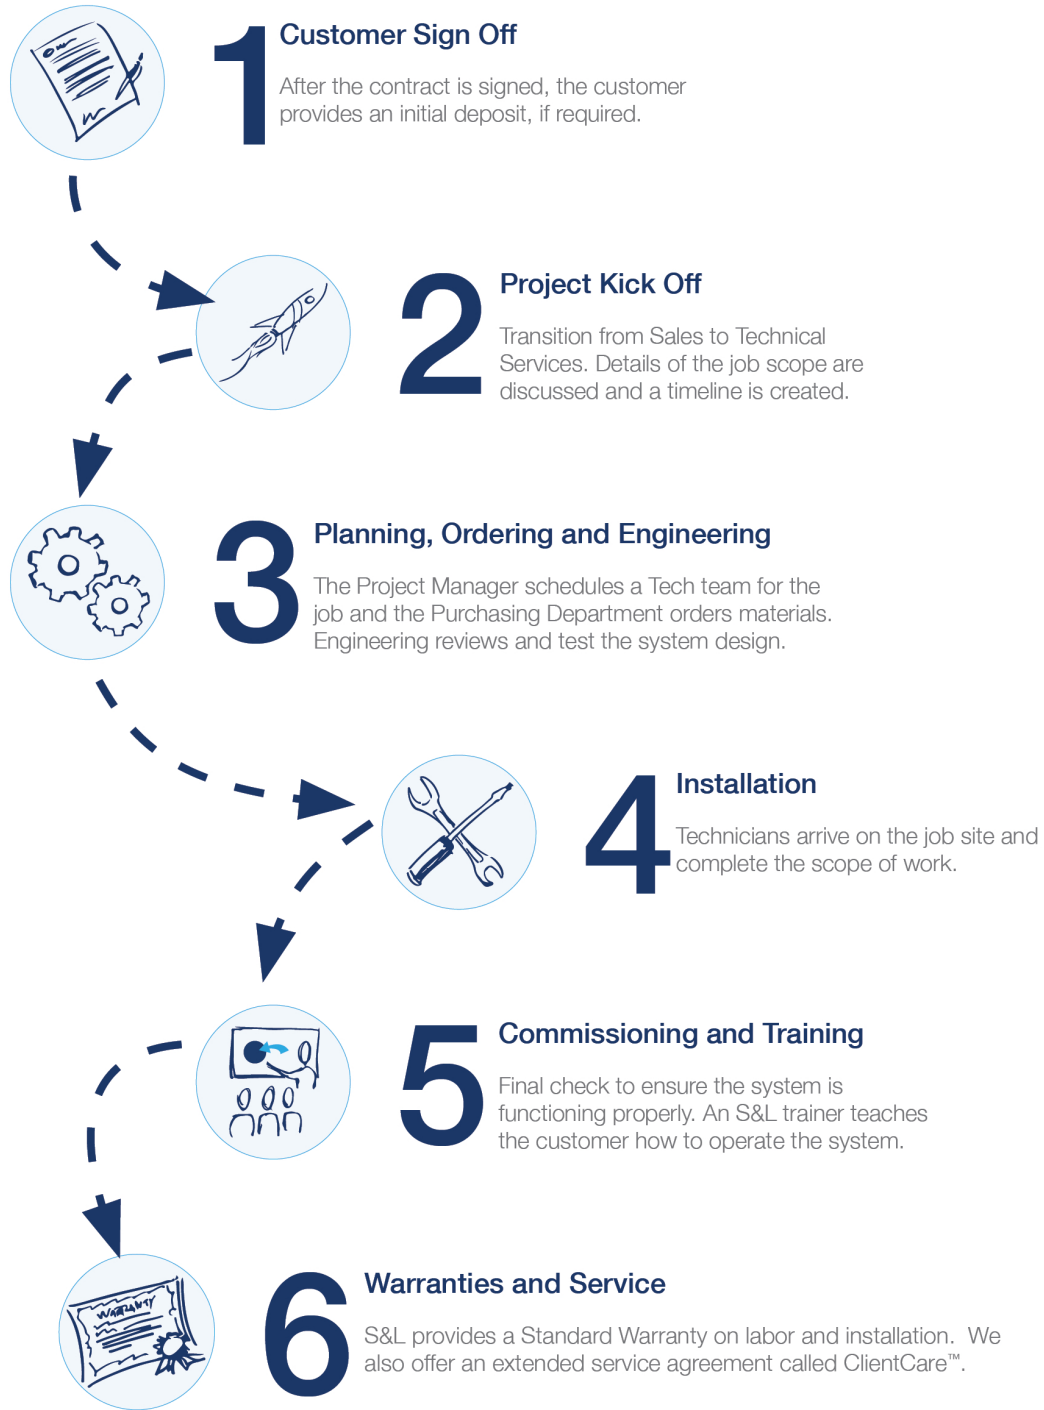 1
Customer Sign Off
After the contract is signed, the customer
provides an initial deposit, if required.
2
Project Kick Off
Transition from Sales to Technical
Services. Details of the job scope are
discussed and a timeline is created.
3
Planning, Ordering and Engineering
The Project Manager schedules a Tech team for the
job and the Purchasing Department orders materials.
Engineering reviews and test the system design.
4
Installation
Technicians arrive on the job site and
complete the scope of work.
5
Commissioning and Training
Final check to ensure the system is
functioning properly. An S&L trainer teaches
the customer how to operate the system.
WARRANTY
6
Warranties and Service
S&L provides a Standard Warranty on labor and installation.  We
also offer an extended service agreement called ClientCare™.